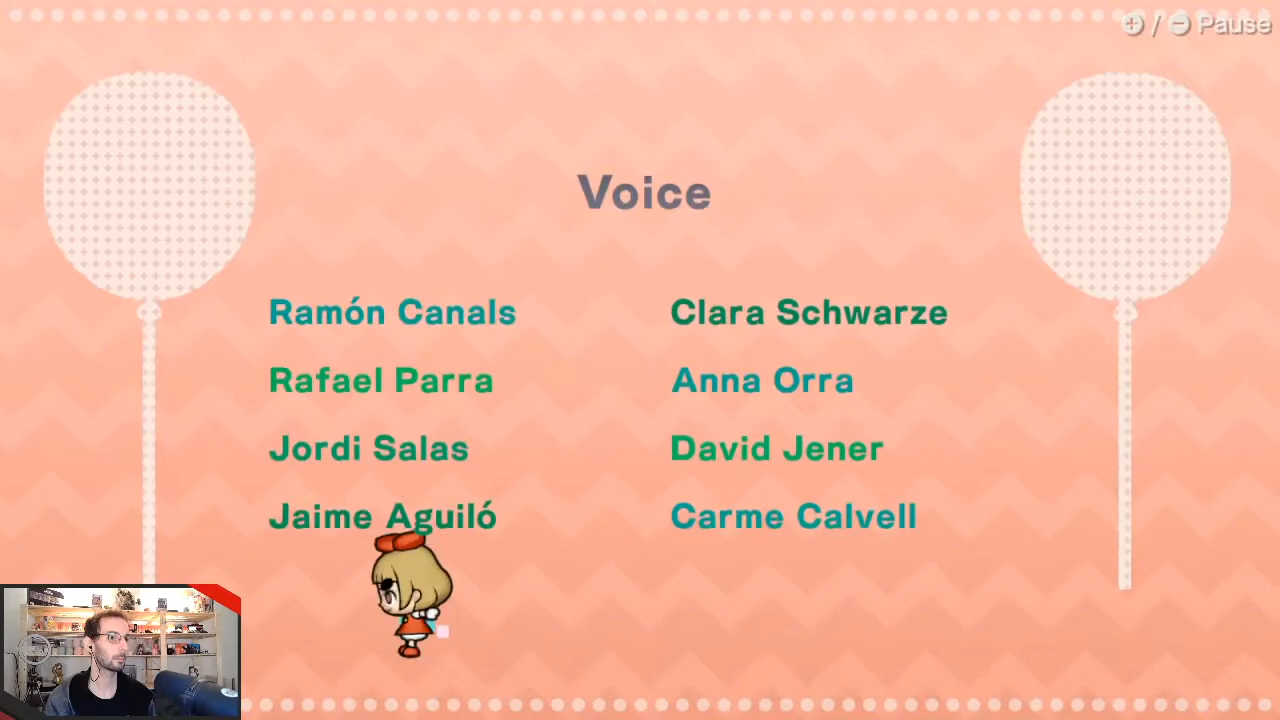 + / − Pause
Voice
Ramón Canals
Clara Schwarze
Rafael Parra
Anna Orra
Jordi Salas
David Jener
Jaime Aguiló
Carme Calvell